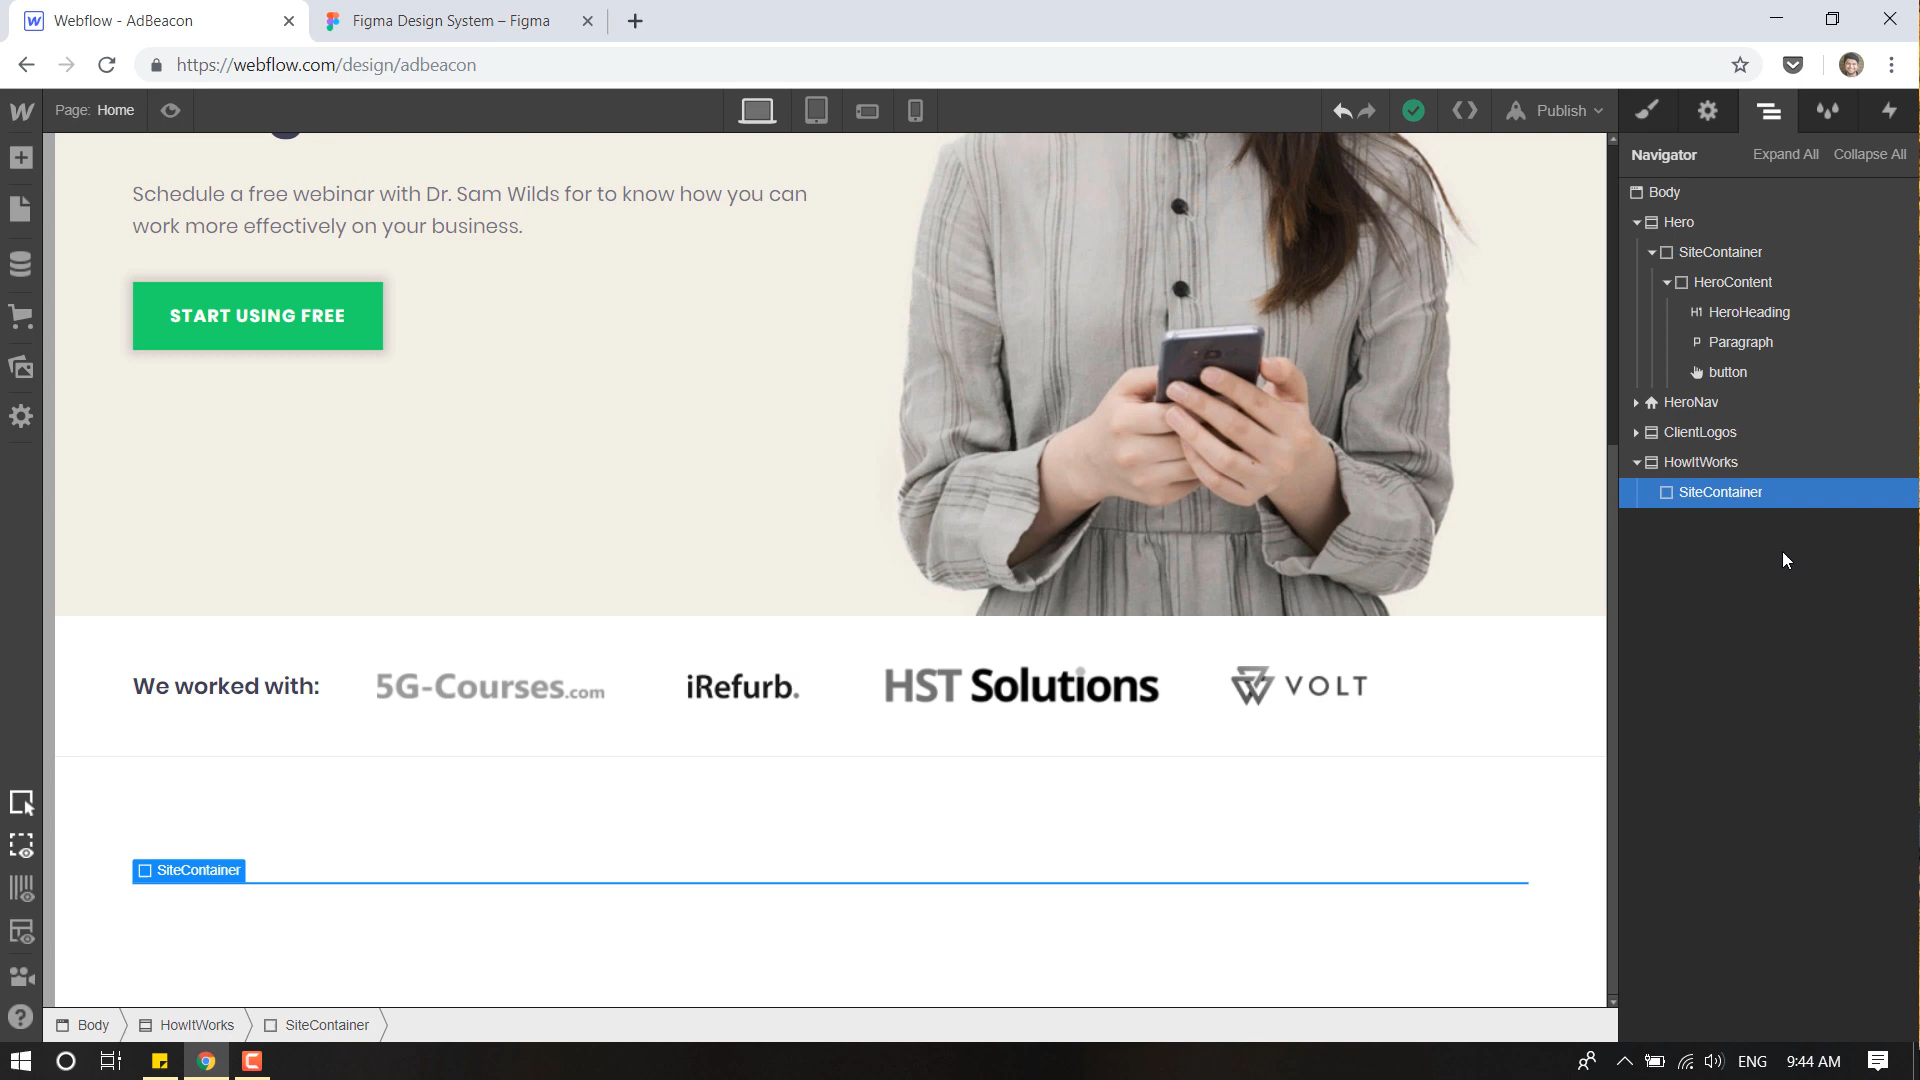 Webflow - AdBeacon
Figma Design System – Figma
https://webflow.com/design/adbeacon
Page: Home
Publish
Navigator
Expand All
Collapse All
Body
Hero
SiteContainer
HeroContent
H1 HeroHeading
P Paragraph
button
HeroNav
ClientLogos
HowItWorks
SiteContainer
Schedule a free webinar with Dr. Sam Wilds for to know how you can
work more effectively on your business.
START USING FREE
We worked with:
5G-Courses.com
iRefurb.
HST Solutions
VOLT
SiteContainer
Body
HowItWorks
SiteContainer
ENG
9:44 AM